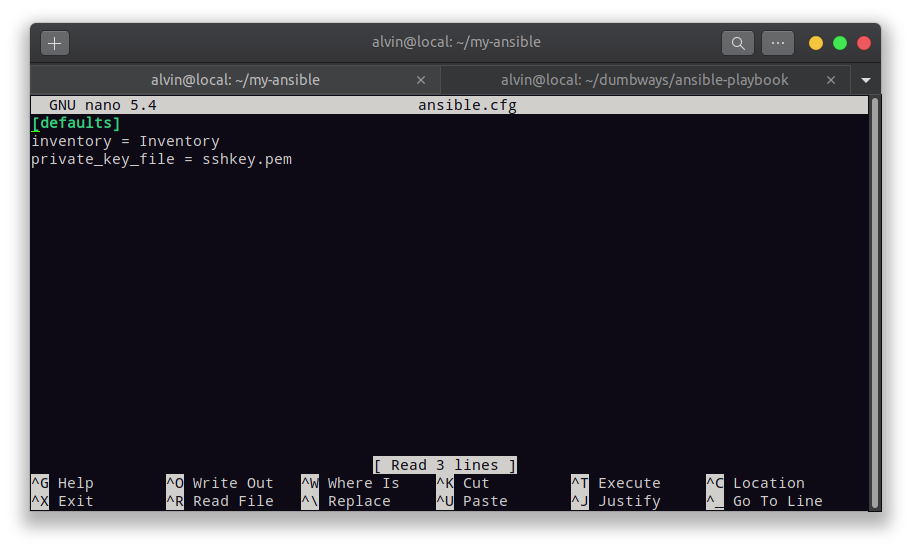 alvin@local: ~/my-ansible
alvin@local: ~/my-ansible × alvin@local: ~/dumbways/ansible-playbook ×
GNU nano 5.4 ansible.cfg
[defaults]
inventory = Inventory
private_key_file = sshkey.pem
[ Read 3 lines ]
^G Help ^O Write Out ^W Where Is ^K Cut ^T Execute ^C Location
^X Exit ^R Read File ^\ Replace ^U Paste ^J Justify ^_ Go To Line